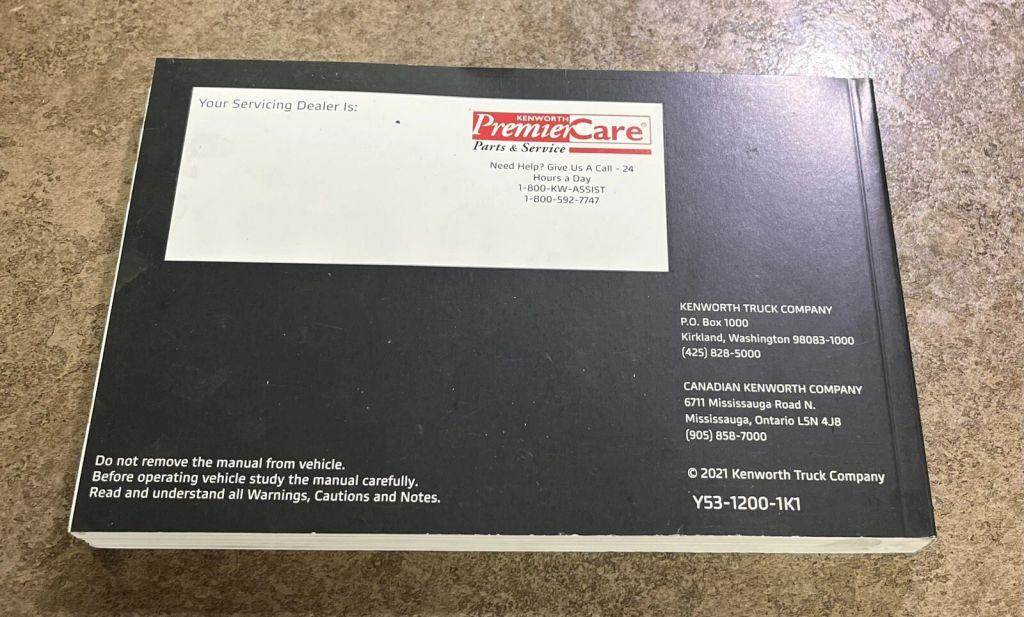 Your Servicing Dealer Is:
KENWORTH
PremierCare®
Parts & Service
Need Help? Give Us A Call - 24
Hours a Day
1-800-KW-ASSIST
1-800-592-7747
KENWORTH TRUCK COMPANY
P.O. Box 1000
Kirkland, Washington 98083-1000
(425) 828-5000
CANADIAN KENWORTH COMPANY
6711 Mississauga Road N.
Mississauga, Ontario L5N 4J8
(905) 858-7000
Do not remove the manual from vehicle.
Before operating vehicle study the manual carefully.
Read and understand all Warnings, Cautions and Notes.
© 2021 Kenworth Truck Company
Y53-1200-1K1